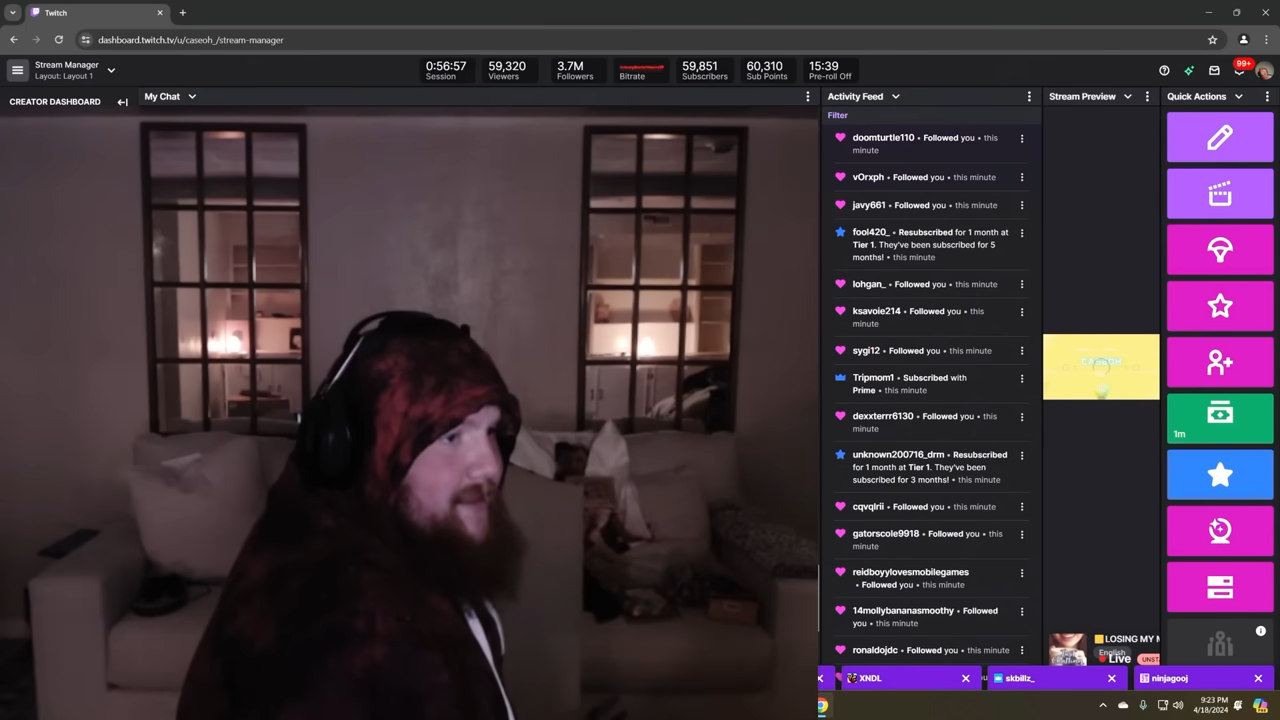 Twitch
dashboard.twitch.tv/u/caseoh_/stream-manager
Stream Manager
Layout: Layout 1
0:56:57
Session
59,320
Viewers
3.7M
Followers
Bitrate
59,851
Subscribers
60,310
Sub Points
15:39
Pre-roll Off
99+
CREATOR DASHBOARD
My Chat
Activity Feed
Stream Preview
Quick Actions
Filter
doomturtle110 • Followed you • this
minute
vOrxph • Followed you • this minute
javy661 • Followed you • this minute
fool420_ • Resubscribed for 1 month at
Tier 1. They've been subscribed for 5
months! • this minute
lohgan_ • Followed you • this minute
ksavoie214 • Followed you • this
minute
sygi12 • Followed you • this minute
Tripmom1 • Subscribed with
Prime • this minute
dexxterrr6130 • Followed you • this
minute
unknown200716_drm • Resubscribed
for 1 month at Tier 1. They've been
subscribed for 3 months! • this minute
cqvqlrii • Followed you • this minute
gatorscole9918 • Followed you • this
minute
reidboyylovesmobilegames
• Followed you • this minute
14mollybananasmoothy • Followed
you • this minute
ronaldojdc • Followed you • this minute
CASEOH
1m
LOSING MY M
English
Live
UNST
XNDL
skbillz_
ninjagooj
9:23 PM
4/18/2024